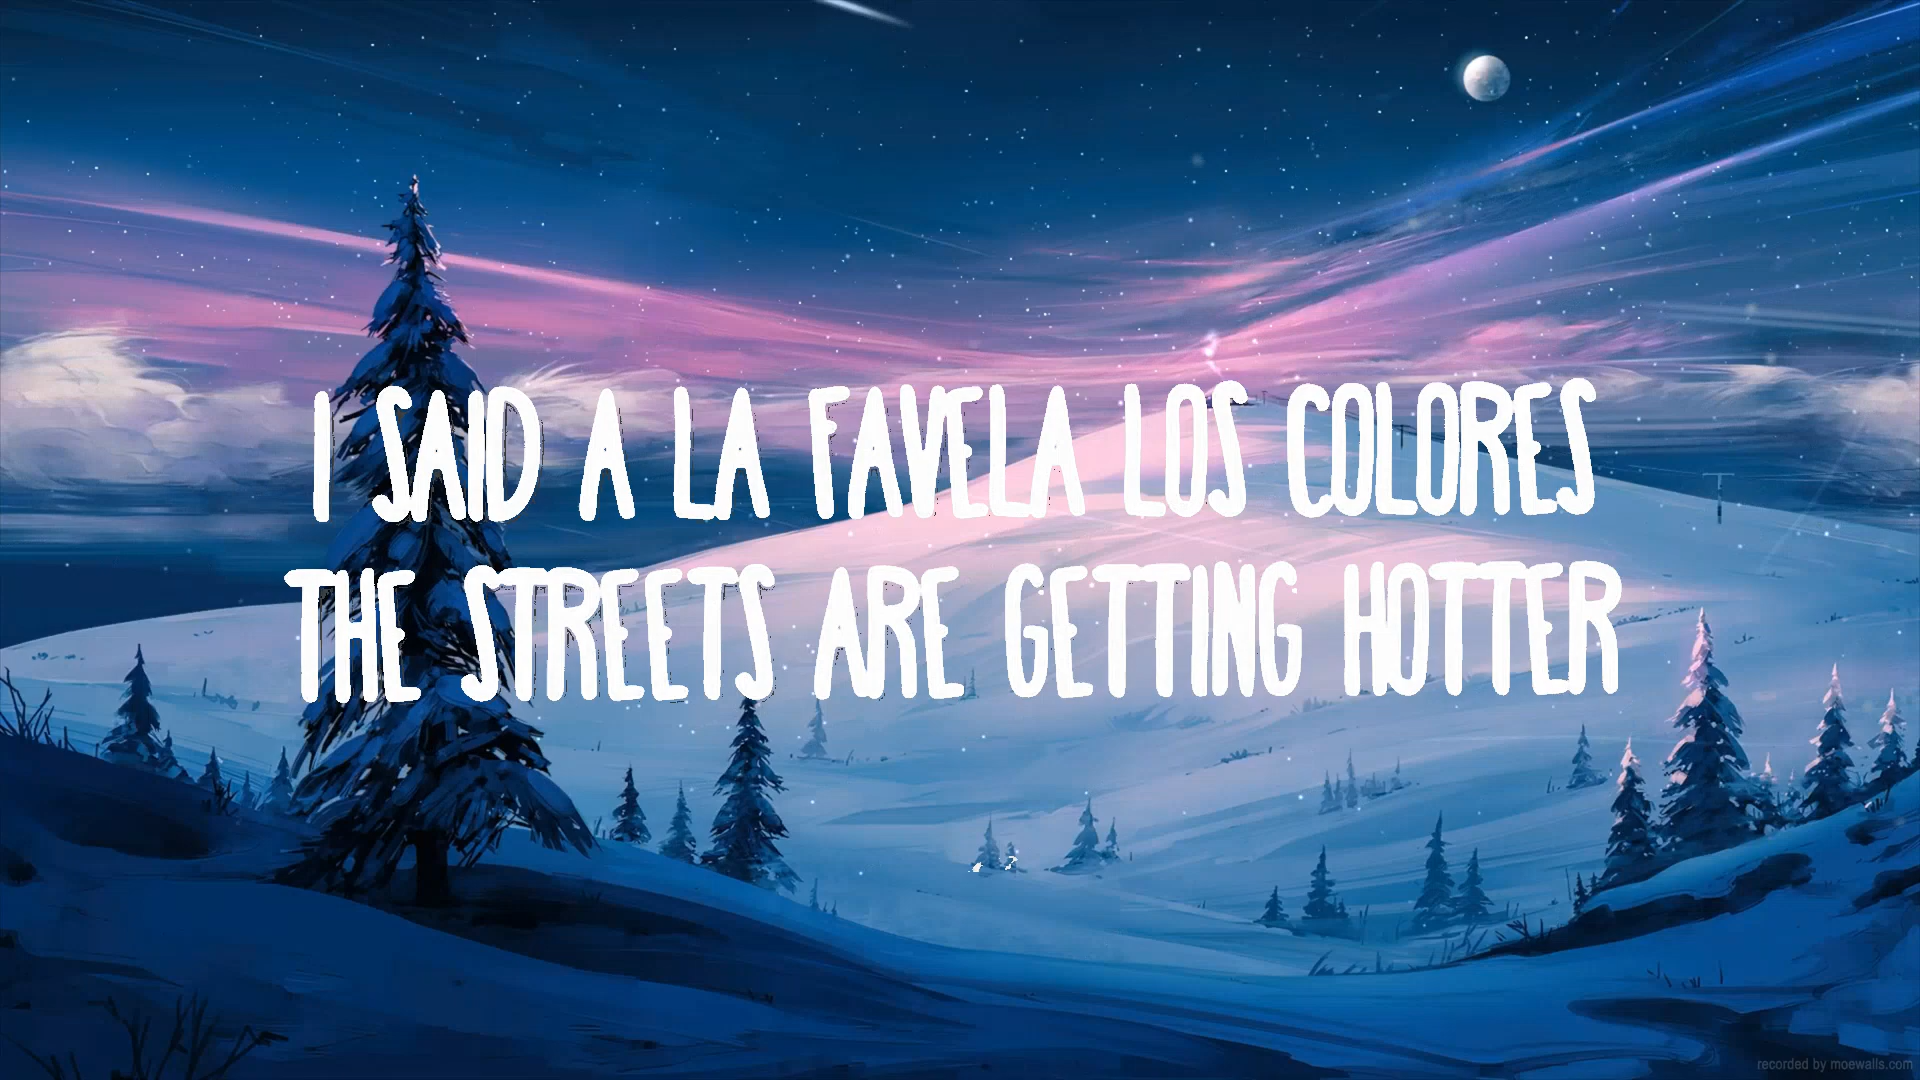 I SAID A LA FAVELA LOS COLORES
THE STREETS ARE GETTING HOTTER
recorded by moewalls.com